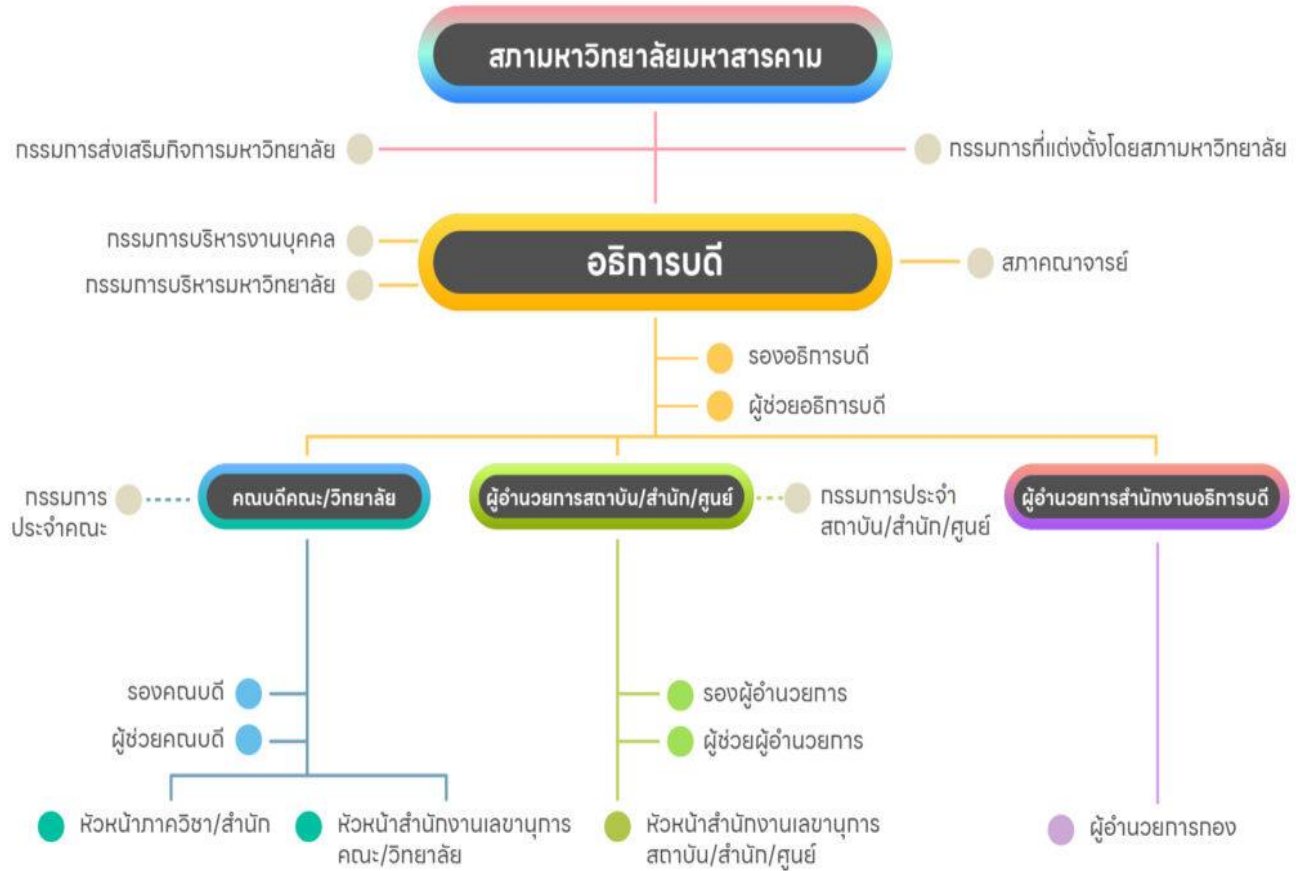 สภามหาวิทยาลัยมหาสารคาม
กรรมการส่งเสริมกิจการมหาวิทยาลัย
กรรมการที่แต่งตั้งโดยสภามหาวิทยาลัย
กรรมการบริหารงานบุคคล
กรรมการบริหารมหาวิทยาลัย
อธิการบดี
สภาคณาจารย์
รองอธิการบดี
ผู้ช่วยอธิการบดี
กรรมการ
ประจำคณะ
คณบดีคณะ/วิทยาลัย
ผู้อำนวยการสถาบัน/สำนัก/ศูนย์
กรรมการประจำ
สถาบัน/สำนัก/ศูนย์
ผู้อำนวยการสำนักงานอธิการบดี
รองคณบดี
ผู้ช่วยคณบดี
รองผู้อำนวยการ
ผู้ช่วยผู้อำนวยการ
หัวหน้าภาควิชา/สำนัก
หัวหน้าสำนักงานเลขานุการ
คณะ/วิทยาลัย
หัวหน้าสำนักงานเลขานุการ
สถาบัน/สำนัก/ศูนย์
ผู้อำนวยการกอง